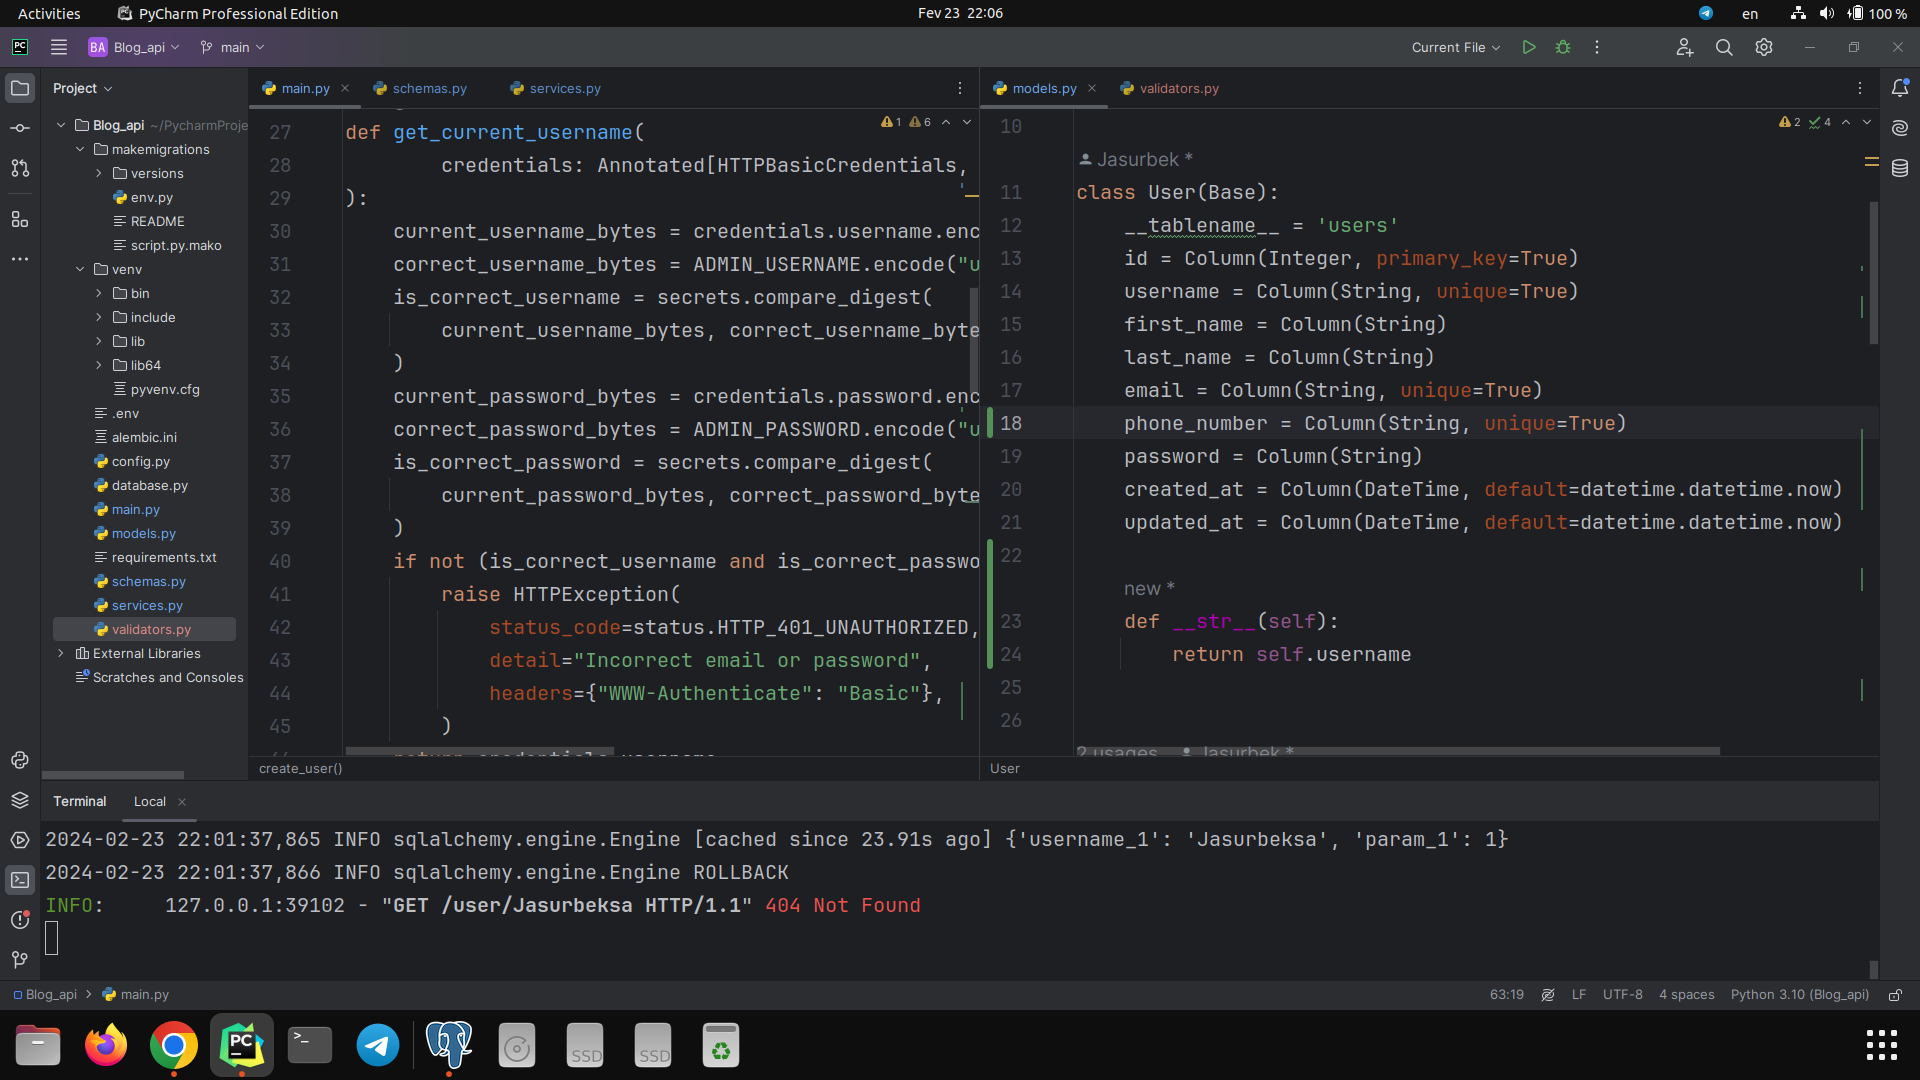 Activities PyCharm Professional Edition Fev 23 22:06 en 100 %
PC BA Blog_api main Current File
Project
Blog_api ~/PycharmProje
makemigrations
versions
env.py
README
script.py.mako
venv
bin
include
lib
lib64
pyvenv.cfg
.env
alembic.ini
config.py
database.py
main.py
models.py
requirements.txt
schemas.py
services.py
validators.py
External Libraries
Scratches and Consoles
main.py schemas.py services.py
1 6
27 def get_current_username(
28 credentials: Annotated[HTTPBasicCredentials,
29 ):
30 current_username_bytes = credentials.username.enc
31 correct_username_bytes = ADMIN_USERNAME.encode("u
32 is_correct_username = secrets.compare_digest(
33 current_username_bytes, correct_username_byte
34 )
35 current_password_bytes = credentials.password.enc
36 correct_password_bytes = ADMIN_PASSWORD.encode("u
37 is_correct_password = secrets.compare_digest(
38 current_password_bytes, correct_password_byte
39 )
40 if not (is_correct_username and is_correct_passwo
41 raise HTTPException(
42 status_code=status.HTTP_401_UNAUTHORIZED,
43 detail="Incorrect email or password",
44 headers={"WWW-Authenticate": "Basic"},
45 )
return credentials.username
create_user()
models.py validators.py
2 4
10
Jasurbek *
11 class User(Base):
12 __tablename__ = 'users'
13 id = Column(Integer, primary_key=True)
14 username = Column(String, unique=True)
15 first_name = Column(String)
16 last_name = Column(String)
17 email = Column(String, unique=True)
18 phone_number = Column(String, unique=True)
19 password = Column(String)
20 created_at = Column(DateTime, default=datetime.datetime.now)
21 updated_at = Column(DateTime, default=datetime.datetime.now)
22
new *
23 def __str__(self):
24 return self.username
25
26
2 usages Jasurbek *
User
Terminal Local
2024-02-23 22:01:37,865 INFO sqlalchemy.engine.Engine [cached since 23.91s ago] {'username_1': 'Jasurbeksa', 'param_1': 1}
2024-02-23 22:01:37,866 INFO sqlalchemy.engine.Engine ROLLBACK
INFO: 127.0.0.1:39102 - "GET /user/Jasurbeksa HTTP/1.1" 404 Not Found
Blog_api main.py 63:19 LF UTF-8 4 spaces Python 3.10 (Blog_api)
PC >_ SSD SSD